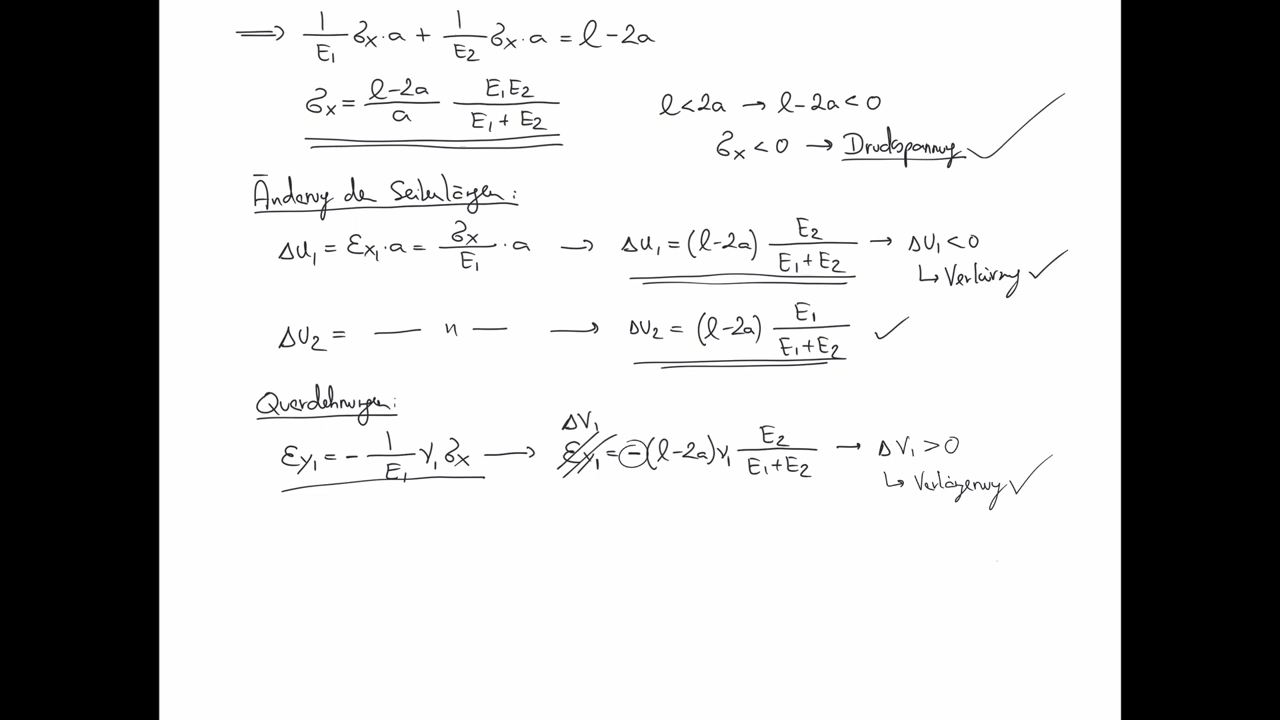 ⟹ 1/E₁ σₓ·a + 1/E₂ σₓ·a = l − 2a
σₓ = (l−2a)/a · E₁E₂/(E₁+E₂)   l < 2a → l − 2a < 0
σₓ < 0 → Druckspannung ✓
Änderung der Seitenlängen:
Δu₁ = εₓ₁·a = σₓ/E₁ · a → Δu₁ = (l−2a) E₂/(E₁+E₂) → Δu₁ < 0
↳ Verkürzung ✓
Δu₂ = — " — → Δu₂ = (l−2a) E₁/(E₁+E₂) ✓
Querdehnungen:
Δv₁
εy₁ = − 1/E₁ ν₁ σₓ → εy₁ = −(l−2a)ν₁ E₂/(E₁+E₂) → Δv₁ > 0
↳ Verlängerung ✓